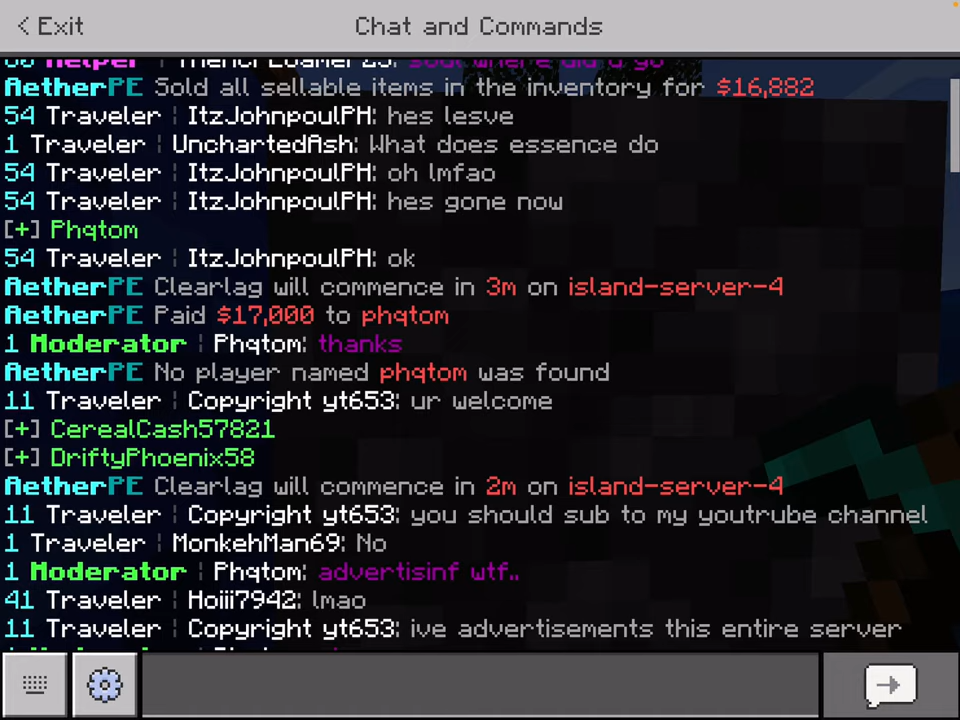 < Exit
Chat and Commands
Helper
AetherPE Sold all sellable items in the inventory for $16,882
54 Traveler ¦ ItzJohnpoulPH: hes lesve
1 Traveler ¦ UnchartedAsh: What does essence do
54 Traveler ¦ ItzJohnpoulPH: oh lmfao
54 Traveler ¦ ItzJohnpoulPH: hes gone now
[+] Phqtom
54 Traveler ¦ ItzJohnpoulPH: ok
AetherPE Clearlag will commence in 3m on island-server-4
AetherPE Paid $17,000 to phqtom
1 Moderator ¦ Phqtom: thanks
AetherPE No player named phqtom was found
11 Traveler ¦ Copyright yt653: ur welcome
[+] CerealCash57821
[+] DriftyPhoenix58
AetherPE Clearlag will commence in 2m on island-server-4
11 Traveler ¦ Copyright yt653: you should sub to my youtrube channel
1 Traveler ¦ MonkehMan69: No
1 Moderator ¦ Phqtom: advertisinf wtf..
41 Traveler ¦ Hoiii7942: lmao
11 Traveler ¦ Copyright yt653: ive advertisements this entire server